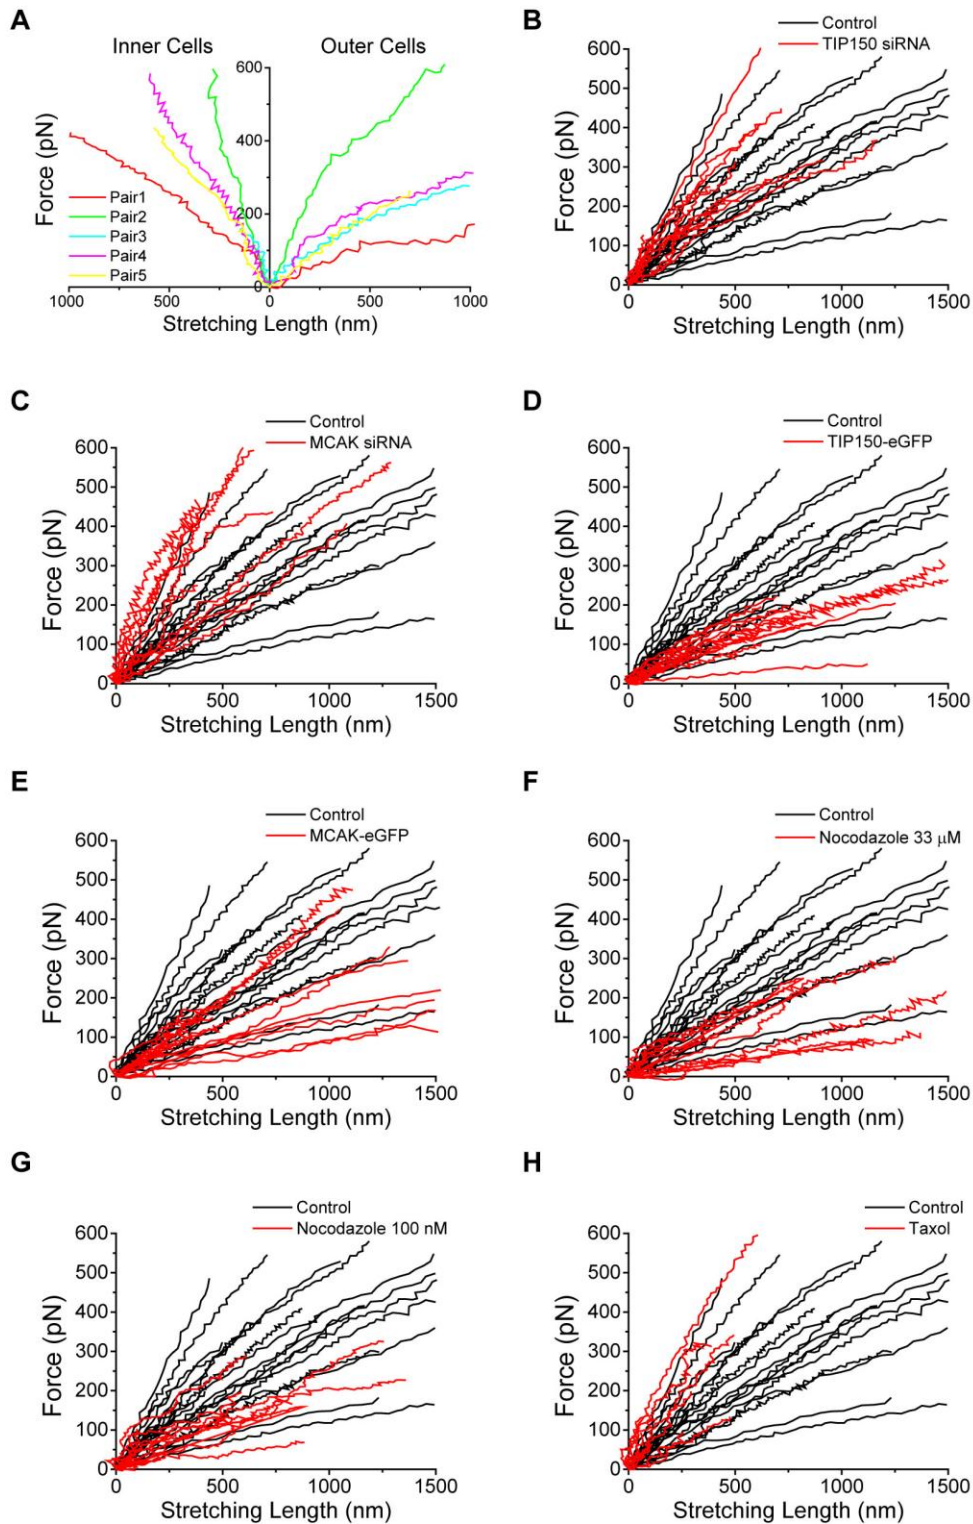 A
Inner Cells
Outer Cells
Force (pN)
600
400
200
0
Pair1
Pair2
Pair3
Pair4
Pair5
1000 500 0 500 1000
Stretching Length (nm)
B
Control
TIP150 siRNA
Force (pN)
600
500
400
300
200
100
0
0 500 1000 1500
Stretching Length (nm)
C
Control
MCAK siRNA
Force (pN)
600
500
400
300
200
100
0
0 500 1000 1500
Stretching Length (nm)
D
Control
TIP150-eGFP
Force (pN)
600
500
400
300
200
100
0
0 500 1000 1500
Stretching Length (nm)
E
Control
MCAK-eGFP
Force (pN)
600
500
400
300
200
100
0
0 500 1000 1500
Stretching Length (nm)
F
Control
Nocodazole 33 μM
Force (pN)
600
500
400
300
200
100
0
0 500 1000 1500
Stretching Length (nm)
G
Control
Nocodazole 100 nM
Force (pN)
600
500
400
300
200
100
0
0 500 1000 1500
Stretching Length (nm)
H
Control
Taxol
Force (pN)
600
500
400
300
200
100
0
0 500 1000 1500
Stretching Length (nm)